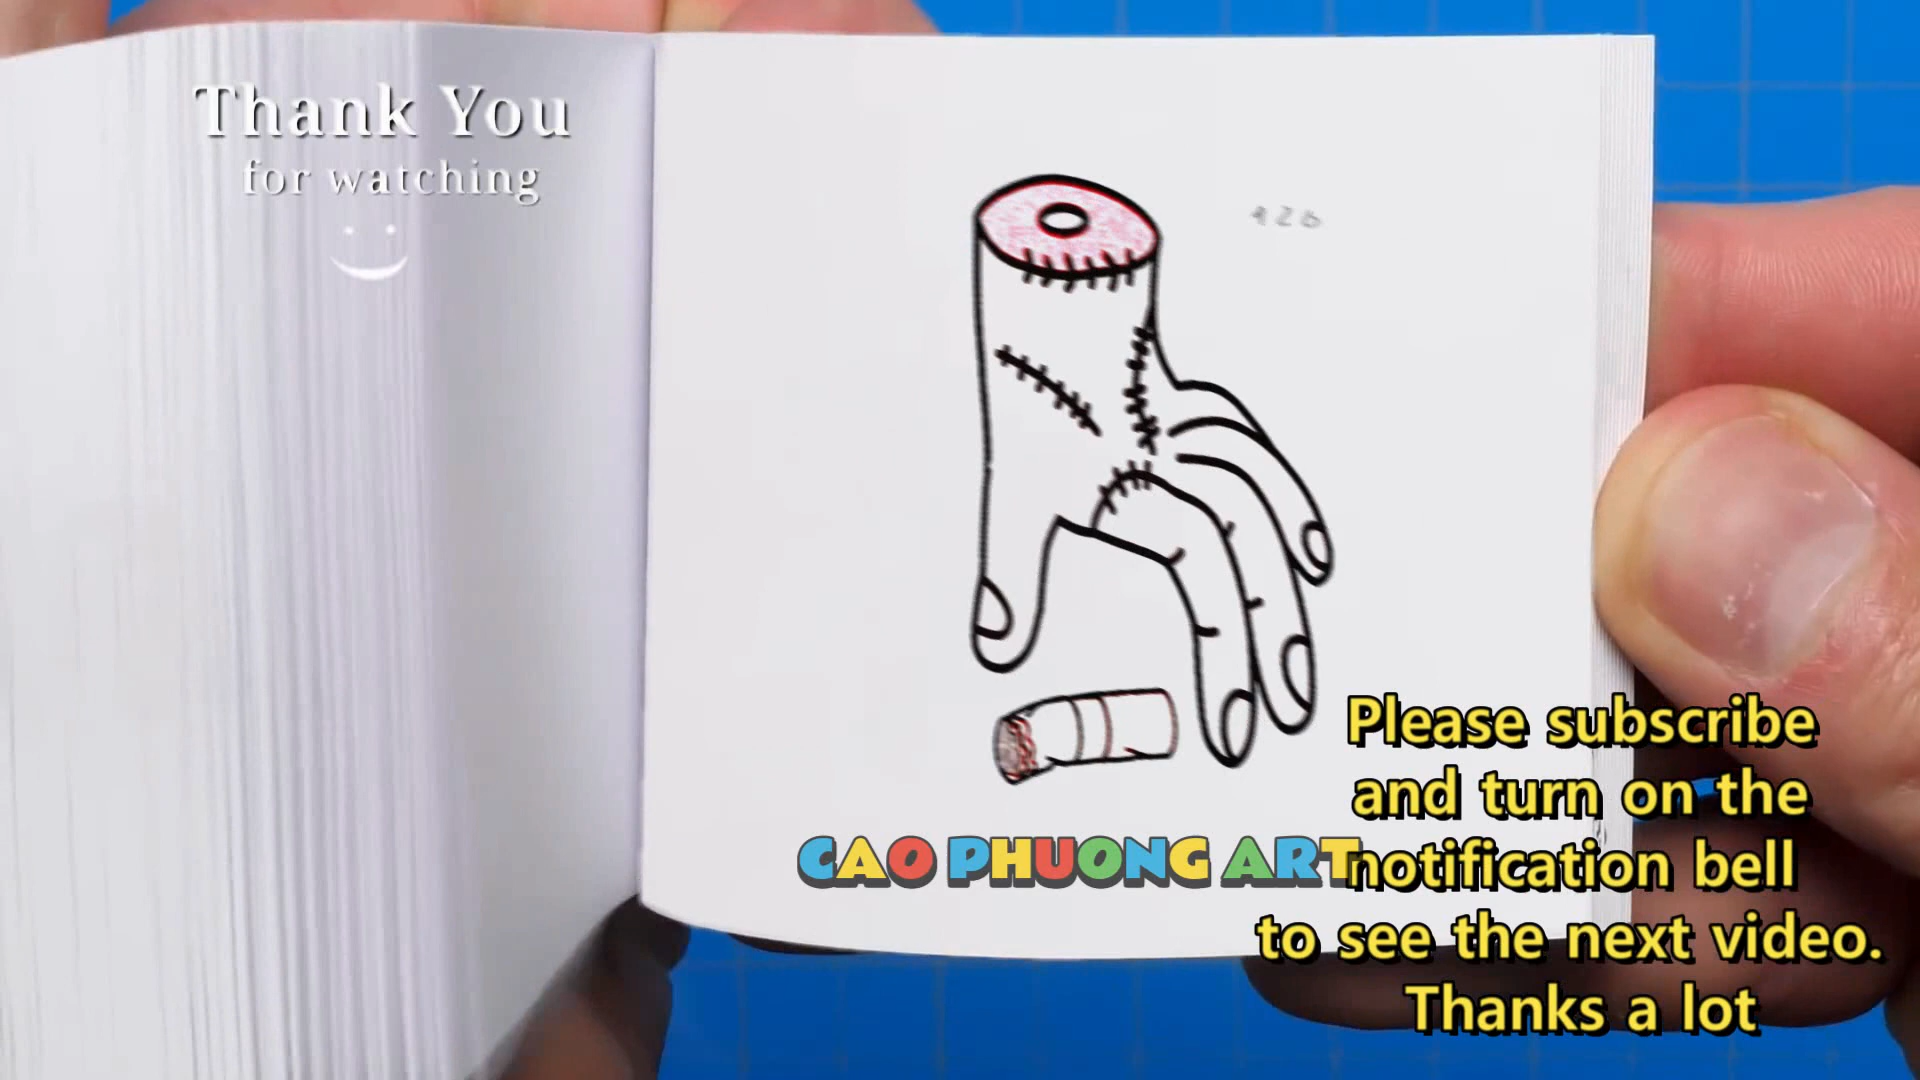 Thank You
for watching
426
CAO PHUONG ART
Please subscribe
and turn on the
notification bell
to see the next video.
Thanks a lot